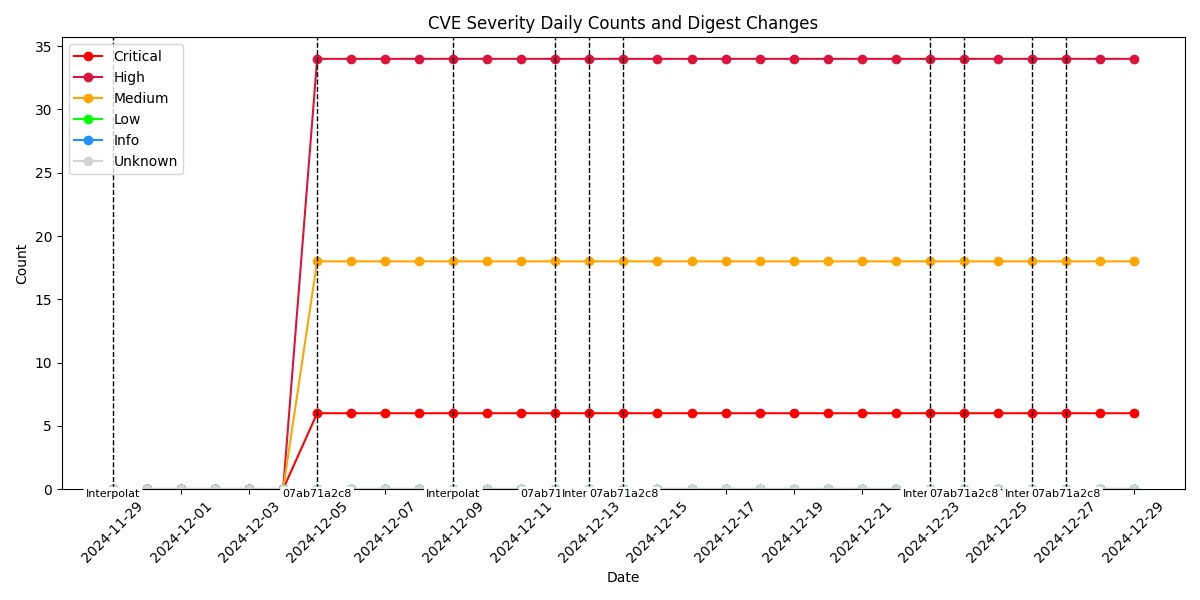 CVE Severity Daily Counts and Digest Changes
Critical
High
Medium
Low
Info
Unknown
35
30
25
20
15
10
5
0
Count
Interpolat
07ab71a2c8
Interpolat
07ab71
Inter
07ab71a2c8
Inter
07ab71a2c8
Inter
07ab71a2c8
2024-11-29
2024-12-01
2024-12-03
2024-12-05
2024-12-07
2024-12-09
2024-12-11
2024-12-13
2024-12-15
2024-12-17
2024-12-19
2024-12-21
2024-12-23
2024-12-25
2024-12-27
2024-12-29
Date